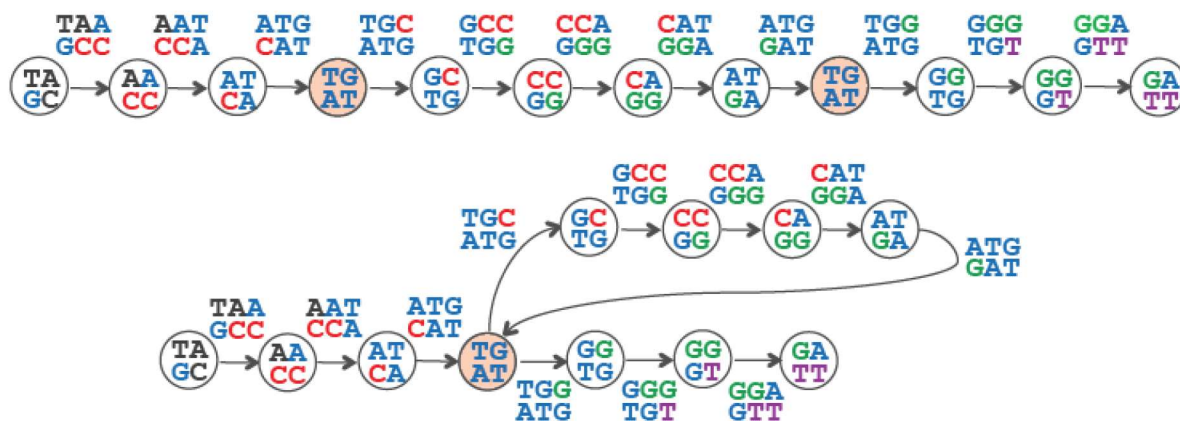 TAA AAT ATG TGC GCC CCA CAT ATG TGG GGG GGA
GCC CCA CAT ATG TGG GGG GGA GAT ATG TGT GTT
TA AA AT TG GC CC CA AT TG GG GG GA
GC CC CA AT TG GG GG GA AT TG GT TT
GCC CCA CAT
TGG GGG GGA
TGC GC CC CA AT
ATG TG GG GG GA
ATG
GAT
TAA AAT ATG
GCC CCA CAT
TA AA AT TG GG GG GA
GC CC CA AT TG GT TT
TGG GGG GGA
ATG TGT GTT